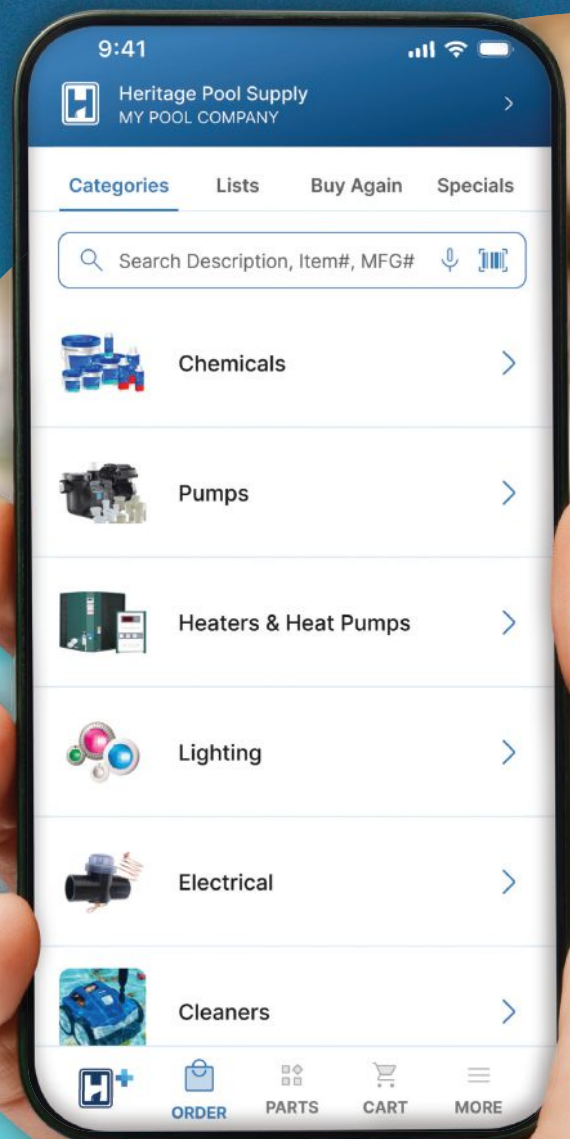 9:41
Heritage Pool Supply
MY POOL COMPANY
Categories Lists Buy Again Specials
Search Description, Item#, MFG#
Chemicals
Pumps
Heaters & Heat Pumps
Lighting
Electrical
Cleaners
H+
ORDER PARTS CART MORE